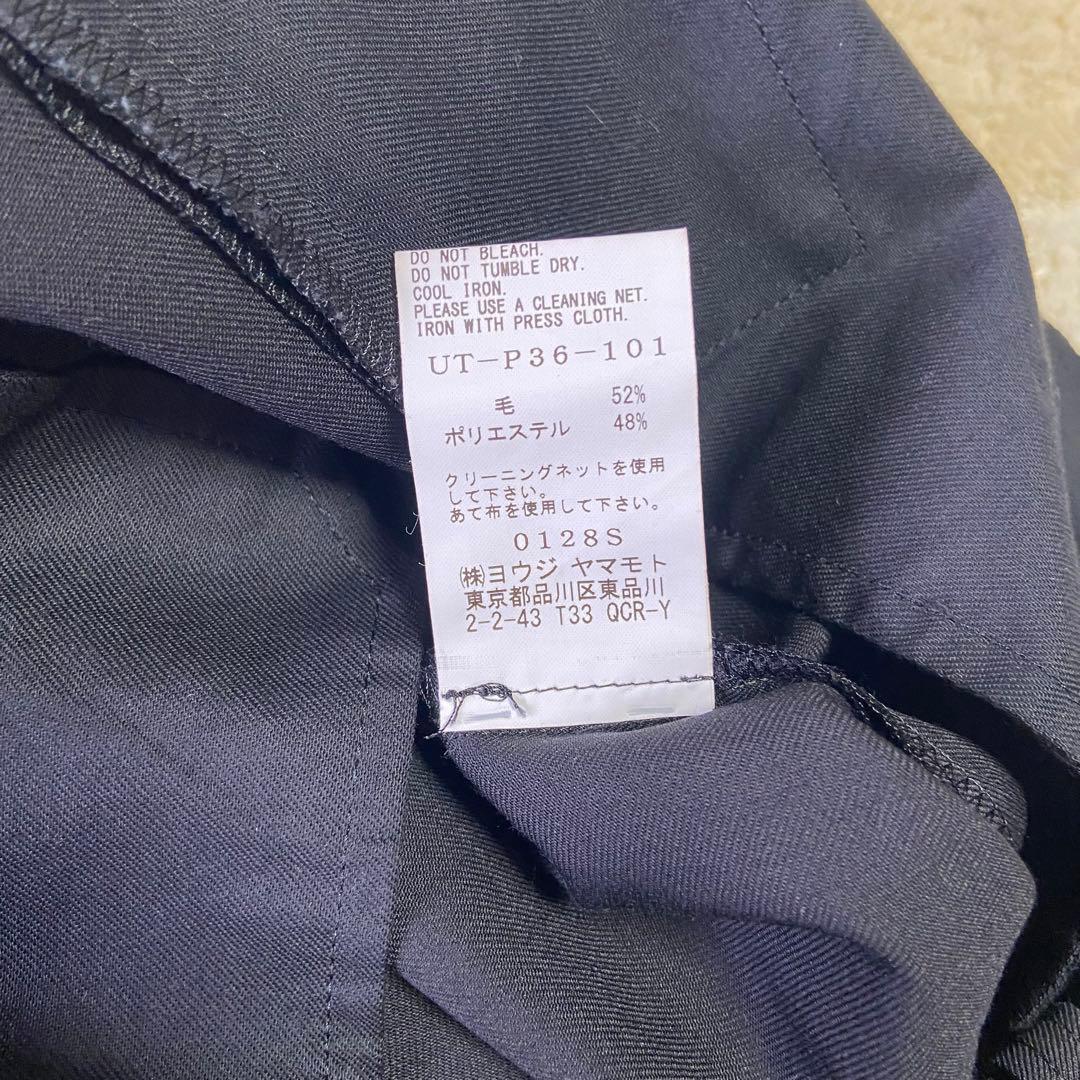 DO NOT BLEACH.
DO NOT TUMBLE DRY.
COOL IRON.
PLEASE USE A CLEANING NET.
IRON WITH PRESS CLOTH.
UT-P36-101
毛 52%
ポリエステル 48%
クリーニングネットを使用
して下さい。
あて布を使用して下さい。
0128S
㈱ヨウジ ヤマモト
東京都品川区東品川
2-2-43 T33 QCR-Y